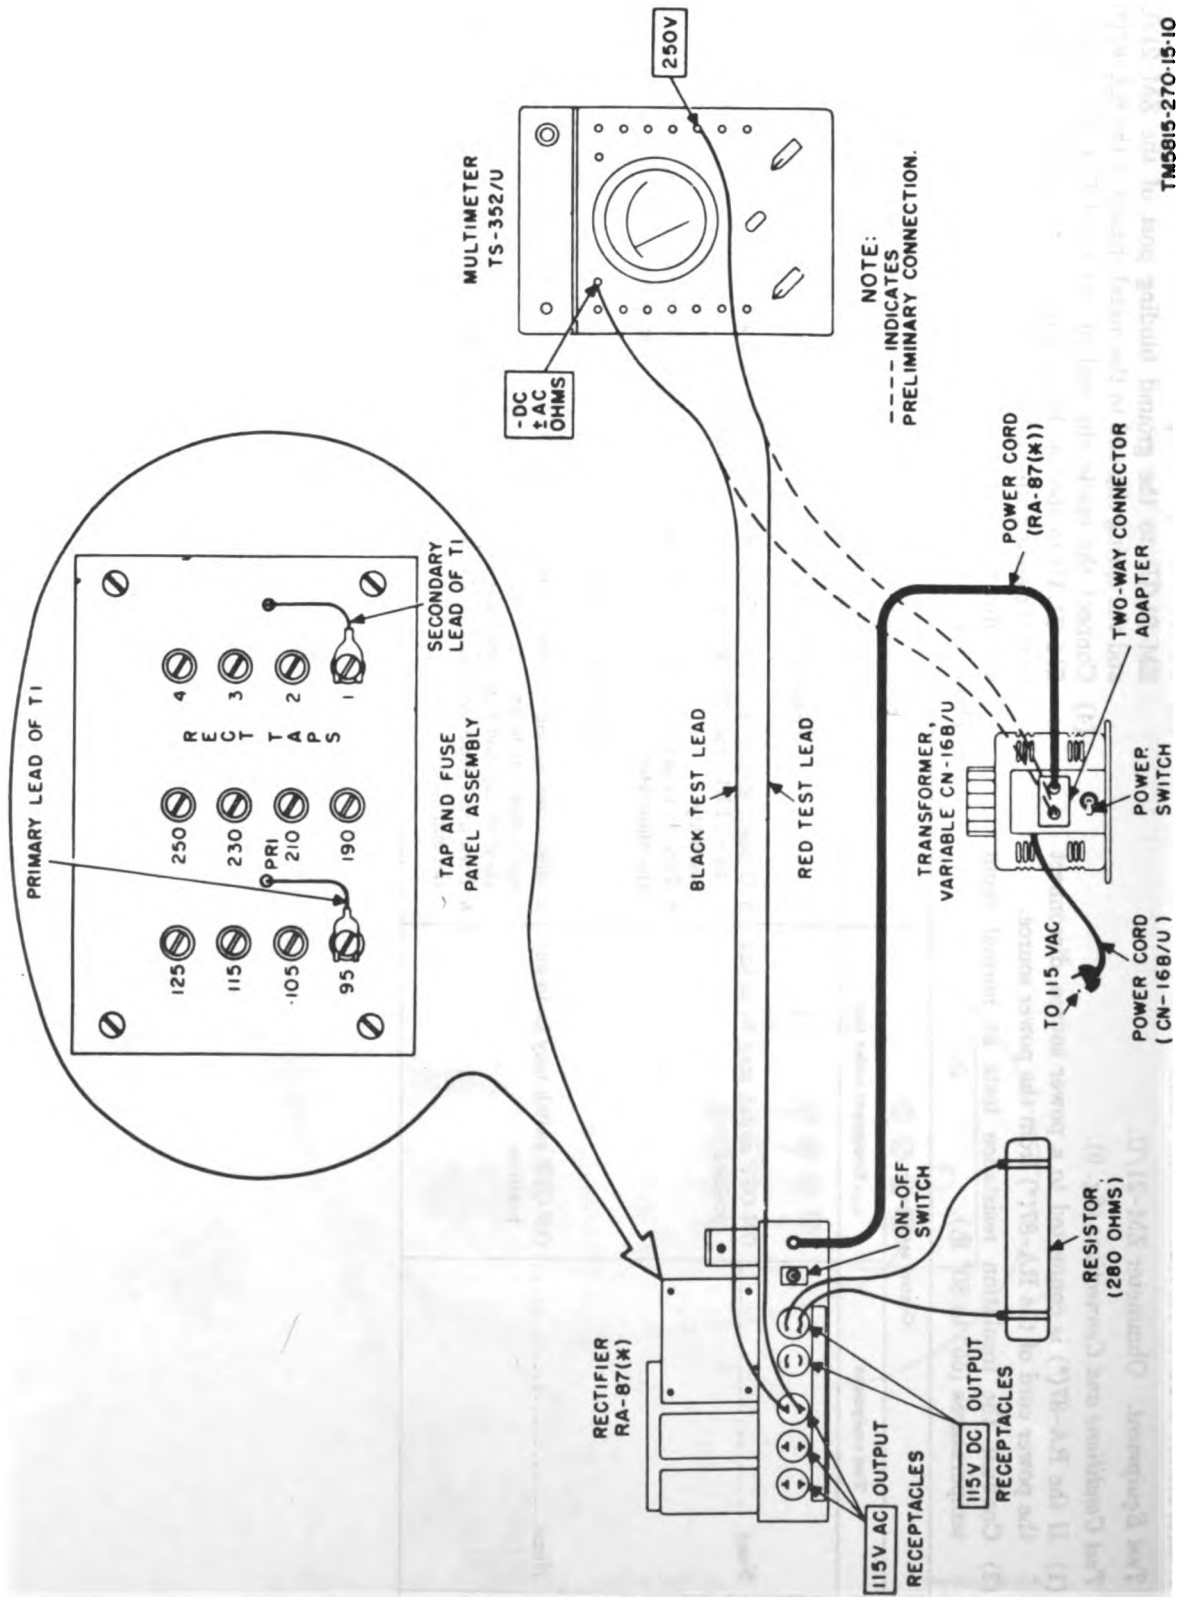 PRIMARY LEAD OF T1
125
115
105
95
250
230
PRI
210
190
RECT TAPS
4
3
2
1
SECONDARY
LEAD OF T1
TAP AND FUSE
PANEL ASSEMBLY
MULTIMETER
TS-352/U
250V
-DC
±AC
OHMS
NOTE:
---- INDICATES
PRELIMINARY CONNECTION.
BLACK TEST LEAD
RED TEST LEAD
RECTIFIER
RA-87(*)
115V AC OUTPUT
RECEPTACLES
115V DC OUTPUT
RECEPTACLES
ON-OFF
SWITCH
RESISTOR
(280 OHMS)
TRANSFORMER,
VARIABLE CN-16B/U
POWER CORD
(RA-87(*))
TWO-WAY CONNECTOR
ADAPTER
POWER
SWITCH
TO 115 VAC
POWER CORD
(CN-16B/U)
TM5815-270-15-10